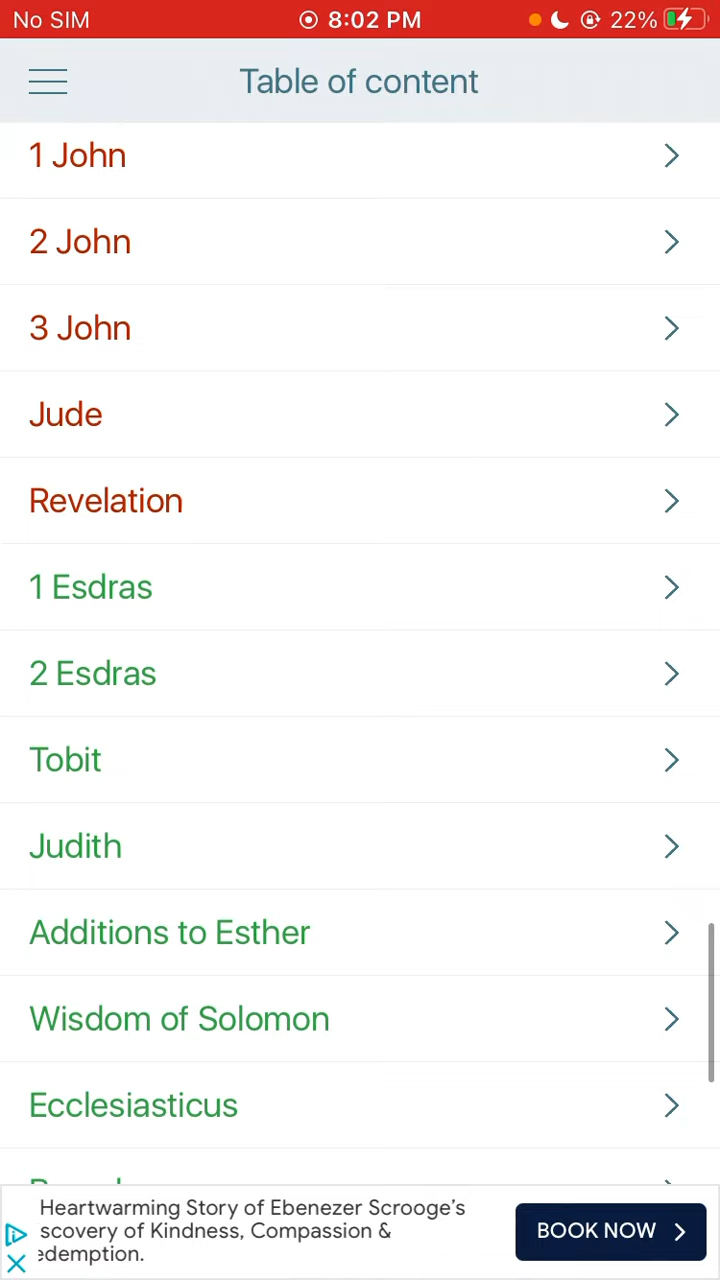 No SIM 8:02 PM 22%
Table of content
1 John
2 John
3 John
Jude
Revelation
1 Esdras
2 Esdras
Tobit
Judith
Additions to Esther
Wisdom of Solomon
Ecclesiasticus
Heartwarming Story of Ebenezer Scrooge's
scovery of Kindness, Compassion &
edemption.
BOOK NOW